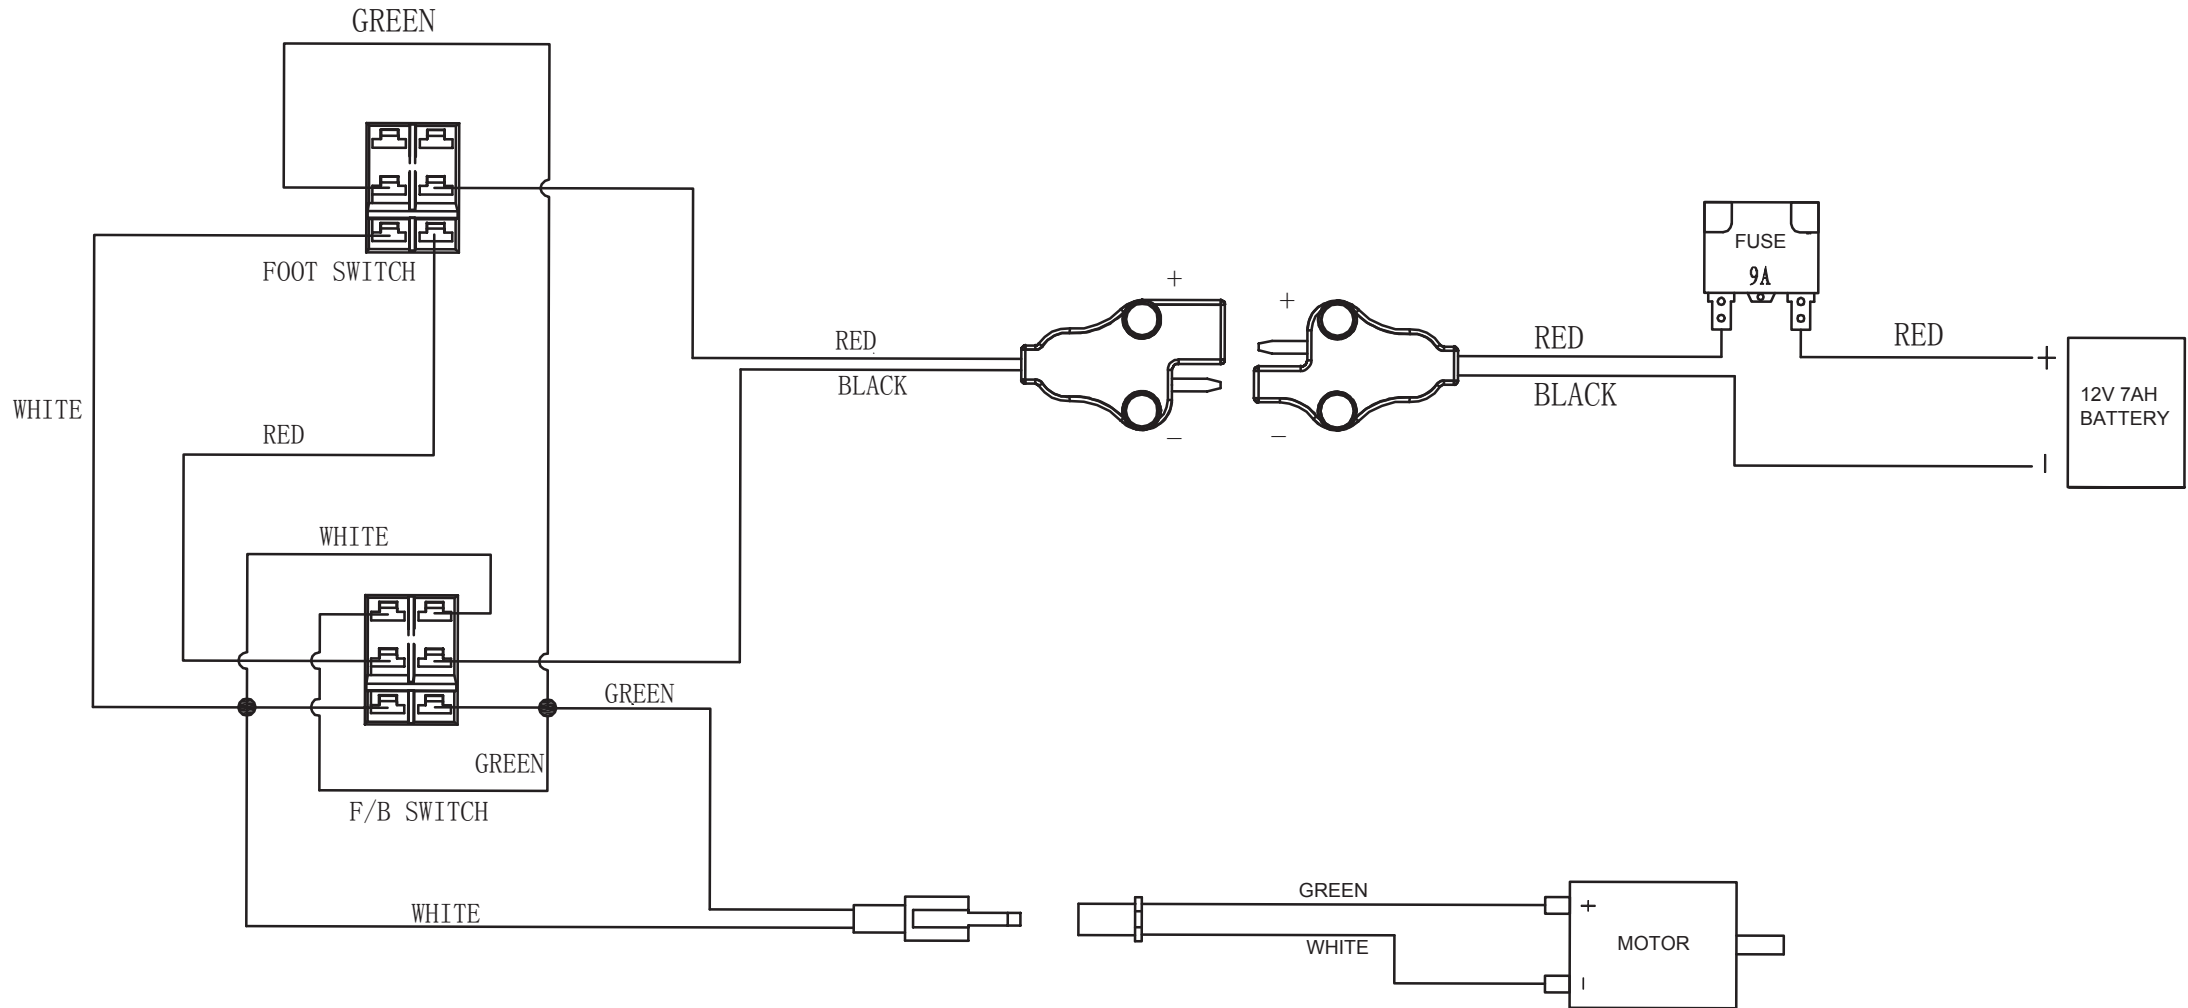 GREEN
FOOT SWITCH
WHITE
RED
WHITE
GREEN
GREEN
F/B SWITCH
WHITE
RED
BLACK
+
−
+
−
RED
BLACK
FUSE
9A
RED
+
−
12V 7AH
BATTERY
GREEN
WHITE
+
−
MOTOR